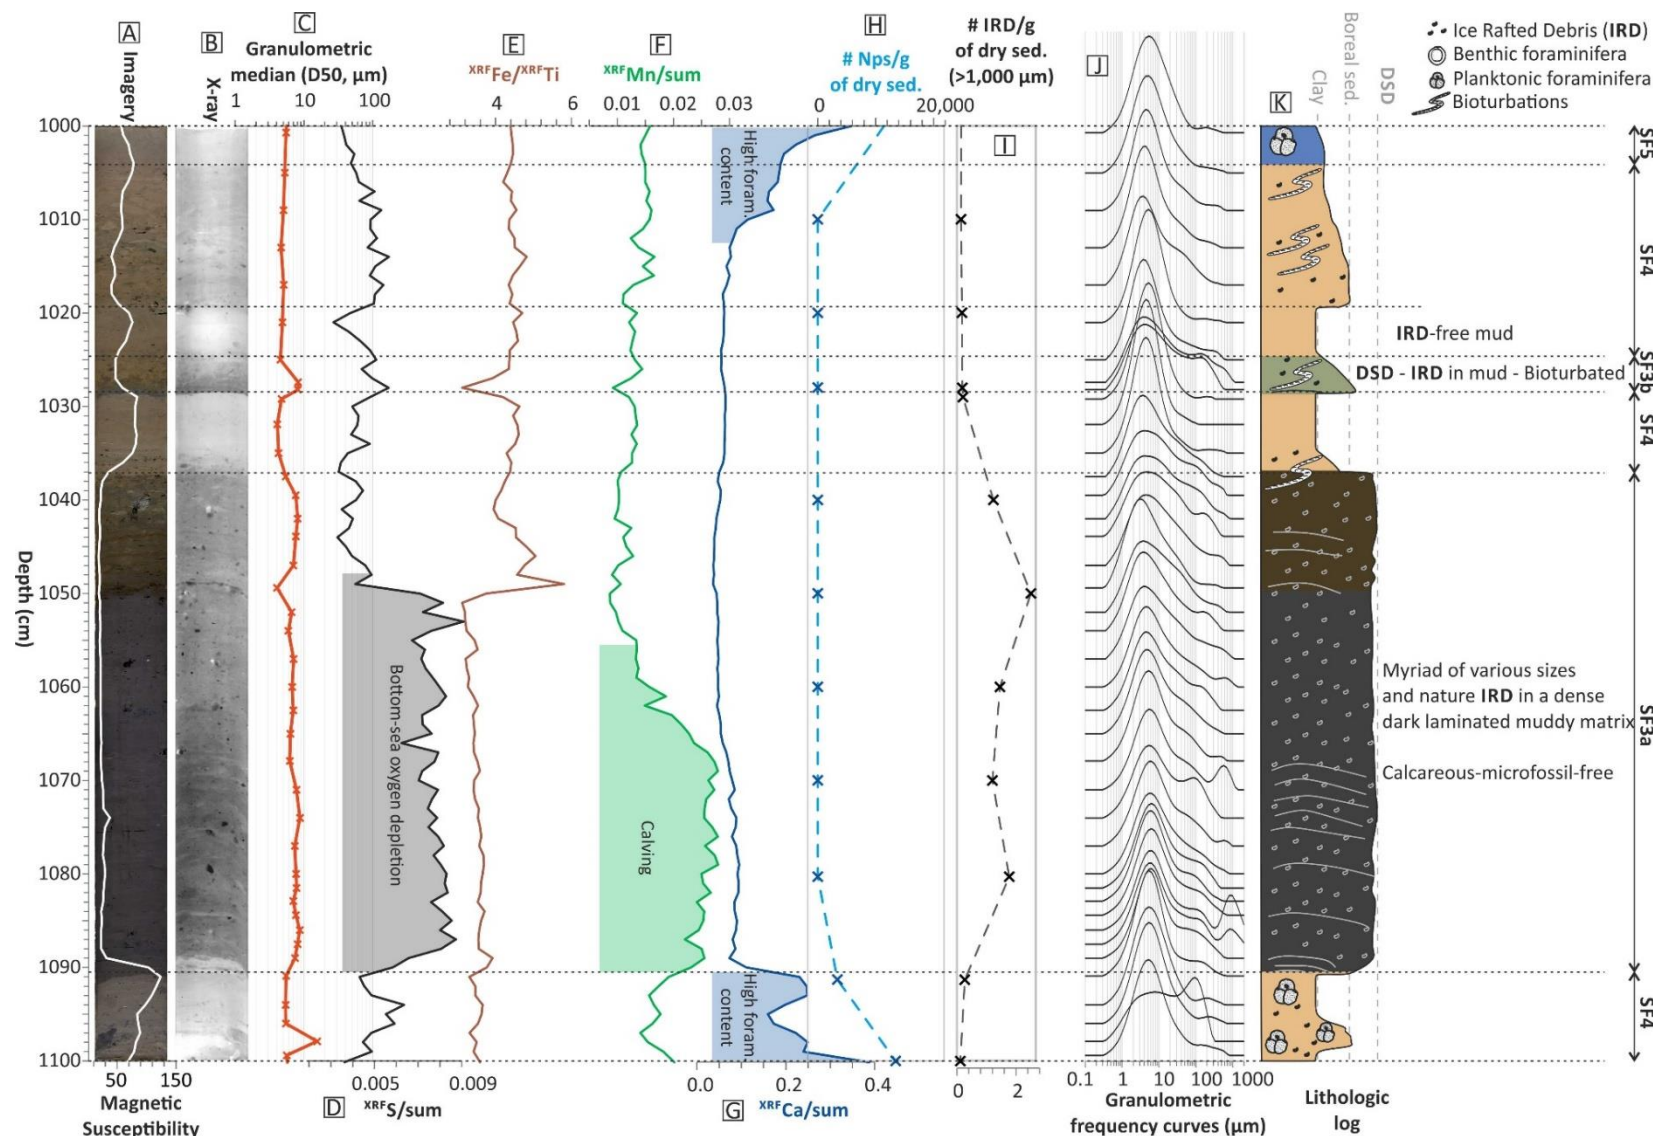 A
Imagery
B
X-ray
C
Granulometric
median (D50, µm)
1 10 100
E
XRFFe/XRFTi
4 6
F
XRFMn/sum
0.01 0.02 0.03
H
# Nps/g
of dry sed.
0 20,000
# IRD/g
of dry sed.
(>1,000 µm)
I
J
K
Clay
Boreal sed.
DSD
Ice Rafted Debris (IRD)
Benthic foraminifera
Planktonic foraminifera
Bioturbations
Depth (cm)
1000
1010
1020
1030
1040
1050
1060
1070
1080
1090
1100
High foram.
content
Bottom-sea oxygen depletion
Calving
High foram.
content
IRD-free mud
DSD - IRD in mud - Bioturbated
Myriad of various sizes
and nature IRD in a dense
dark laminated muddy matrix
Calcareous-microfossil-free
SF5
SF4
SF3b
SF4
SF3a
SF4
50 150
Magnetic
Susceptibility
0.005 0.009
D XRFS/sum
0.0 0.2 0.4
G XRFCa/sum
0 2
0.1 1 10 100 1000
Granulometric
frequency curves (µm)
Lithologic
log